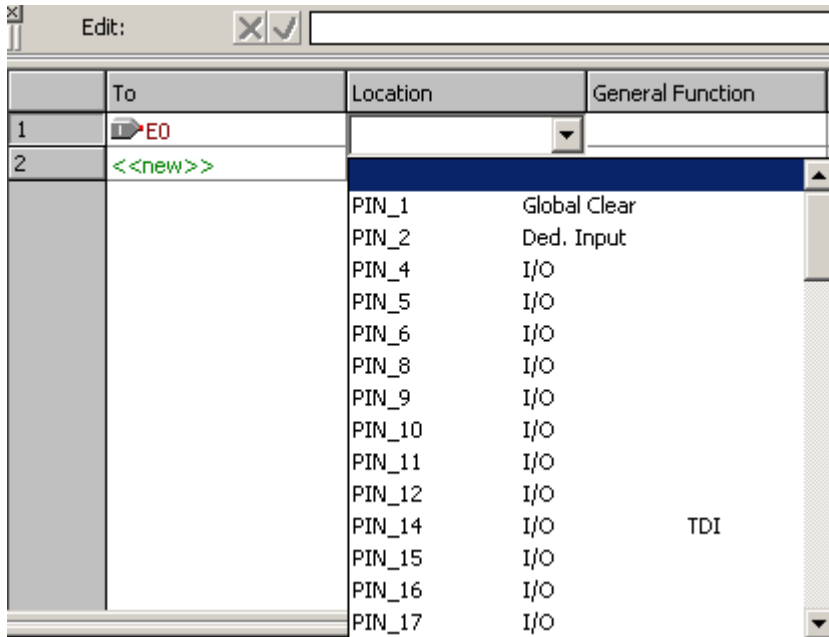 Edit:
To Location General Function
1 E0
2 <<new>>
PIN_1 Global Clear
PIN_2 Ded. Input
PIN_4 I/O
PIN_5 I/O
PIN_6 I/O
PIN_8 I/O
PIN_9 I/O
PIN_10 I/O
PIN_11 I/O
PIN_12 I/O
PIN_14 I/O TDI
PIN_15 I/O
PIN_16 I/O
PIN_17 I/O